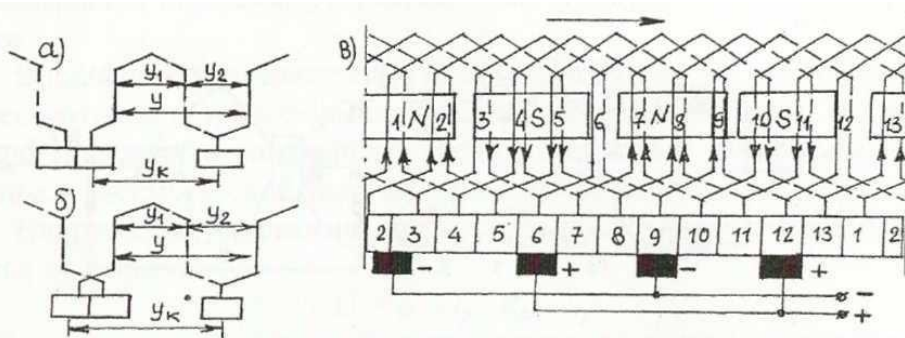 а)
y₁ y₂
y
yк
б)
y₁ y₂
y
yк
в)
1 N 2 3 4 S 5 6 7 N 8 9 10 S 11 12 13
2 3 4 5 6 7 8 9 10 11 12 13 1 2
- + - +
-
+